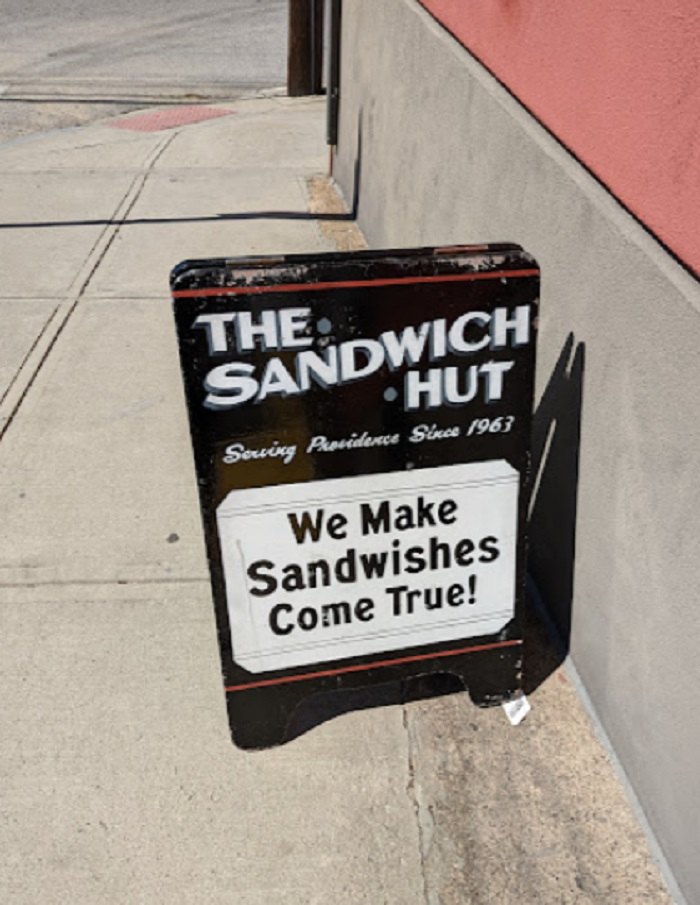 THE
SANDWICH
HUT
Serving Providence Since 1963
We Make
Sandwishes
Come True!